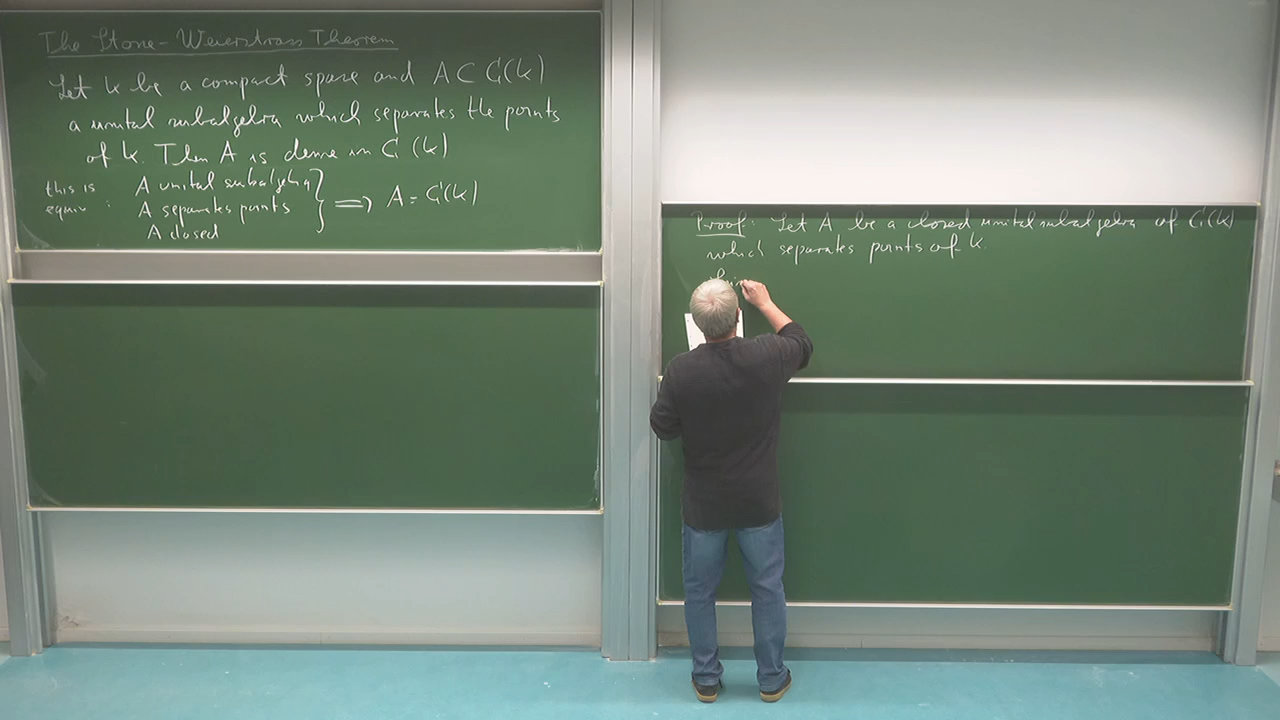 The Stone-Weierstrass Theorem
Let K be a compact space and A ⊂ C(K)
a unital subalgebra which separates the points
of K. Then A is dense in C(K)
this is equiv: A unital subalgebra
A separates points
A closed
} ⟹ A = C(K)
Proof: Let A be a closed unital subalgebra of C(K)
which separates points of K.